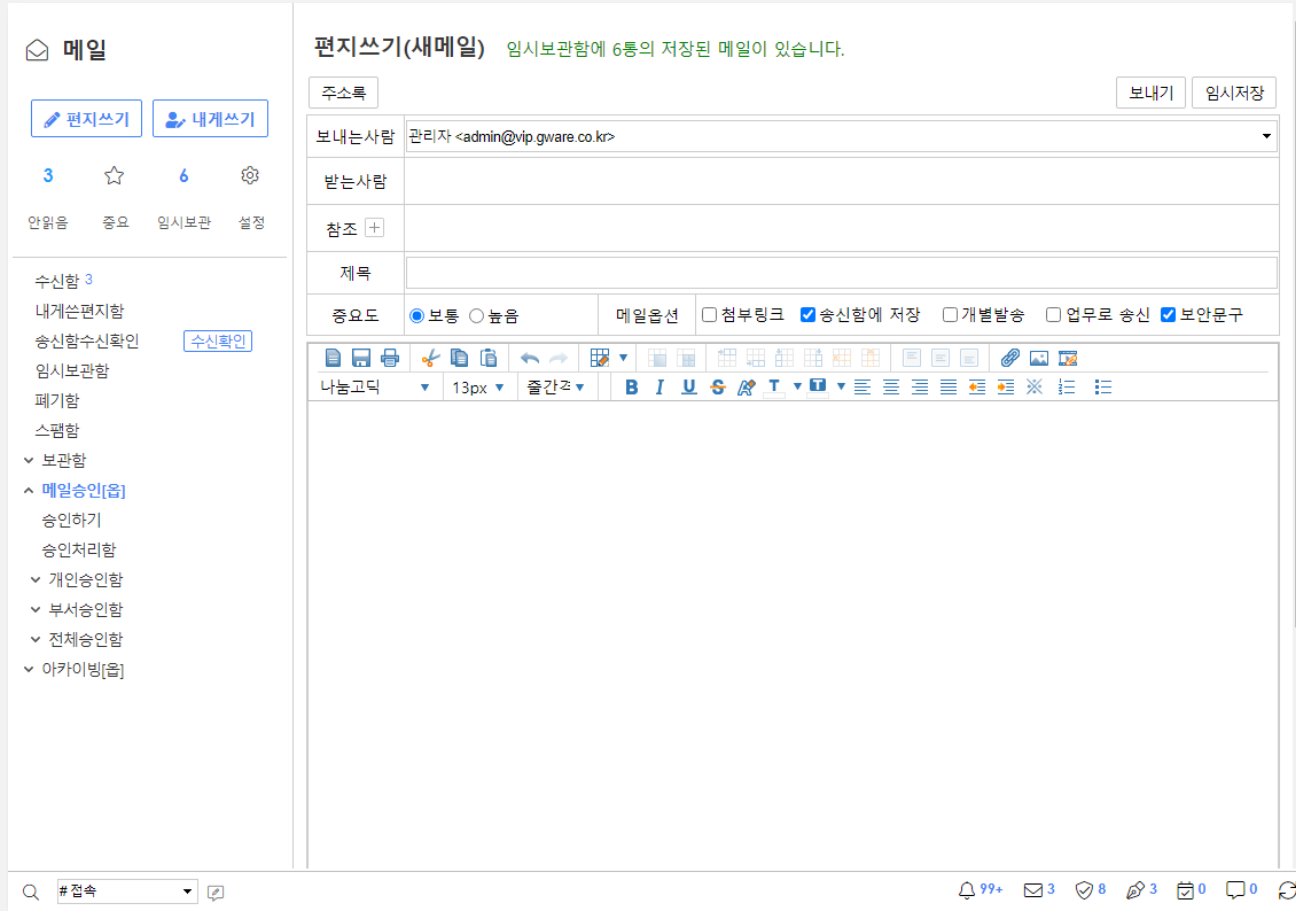 메일
편지쓰기 내게쓰기
3 6
안읽음 중요 임시보관 설정
수신함 3
내게쓴편지함
송신함수신확인 수신확인
임시보관함
폐기함
스팸함
보관함
메일승인[옵]
승인하기
승인처리함
개인승인함
부서승인함
전체승인함
아카이빙[옵]
편지쓰기(새메일) 임시보관함에 6통의 저장된 메일이 있습니다.
주소록 보내기 임시저장
보내는사람 관리자 <admin@vip.gware.co.kr>
받는사람
참조
제목
중요도 보통 높음 메일옵션 첨부링크 송신함에 저장 개별발송 업무로 송신 보안문구
나눔고딕 13px 줄간격 B I U S T T
# 접속 99+ 3 8 3 0 0